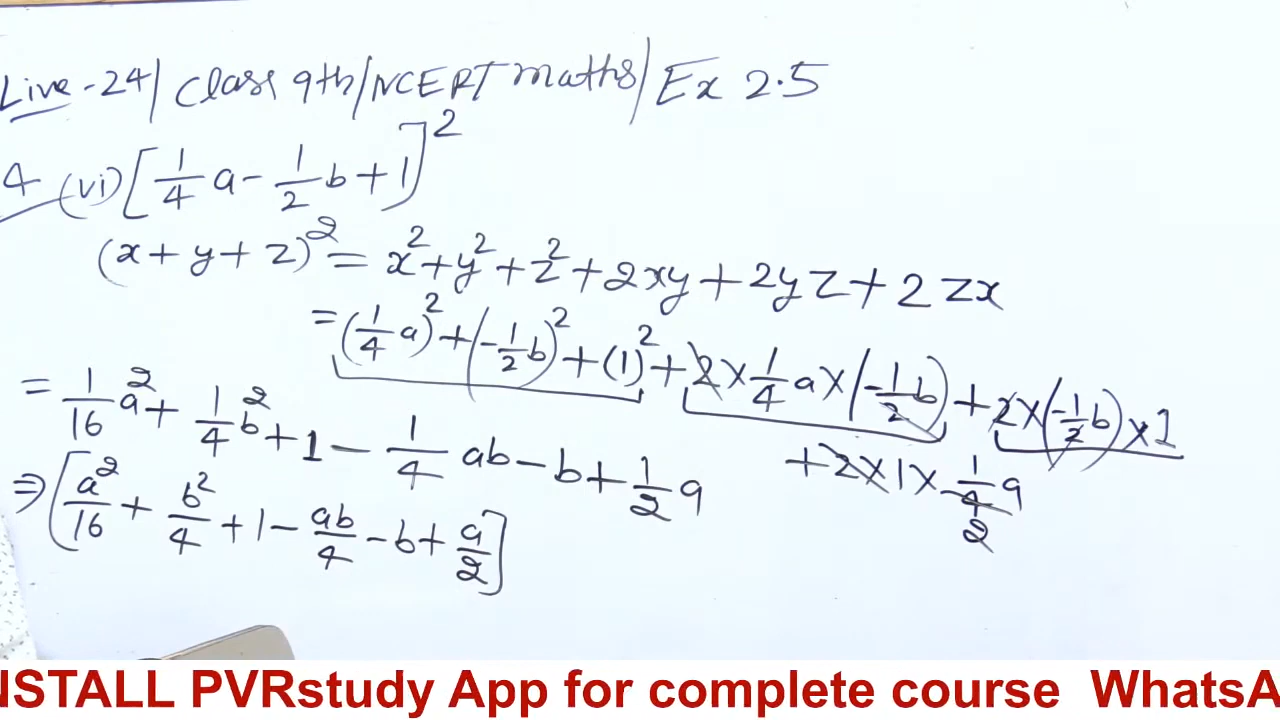 Live-24/ Class 9th/NCERT maths/ Ex 2.5
4 (vi) [1/4 a - 1/2 b + 1]²
(x + y + z)² = x² + y² + z² + 2xy + 2yz + 2zx
= (1/4 a)² + (-1/2 b)² + (1)² + 2 × 1/4 a × (-1/2 b) + 2 × (-1/2 b) × 1
+ 2 × 1 × 1/4 a
2
= 1/16 a² + 1/4 b² + 1 - 1/4 ab - b + 1/2 a
⇒ [a²/16 + b²/4 + 1 - ab/4 - b + a/2]
NSTALL PVRstudy App for complete course WhatsA